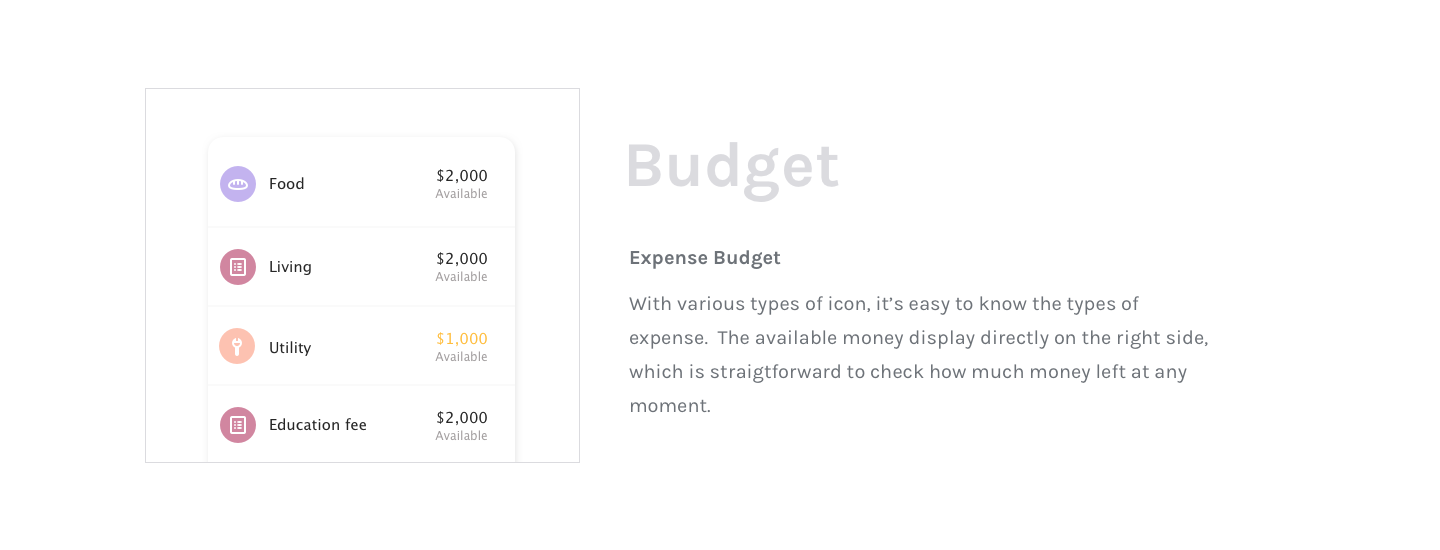 Food
$2,000
Available
Living
$2,000
Available
Utility
$1,000
Available
Education fee
$2,000
Available
Budget
Expense Budget
With various types of icon, it’s easy to know the types of
expense.  The available money display directly on the right side,
which is straigtforward to check how much money left at any
moment.